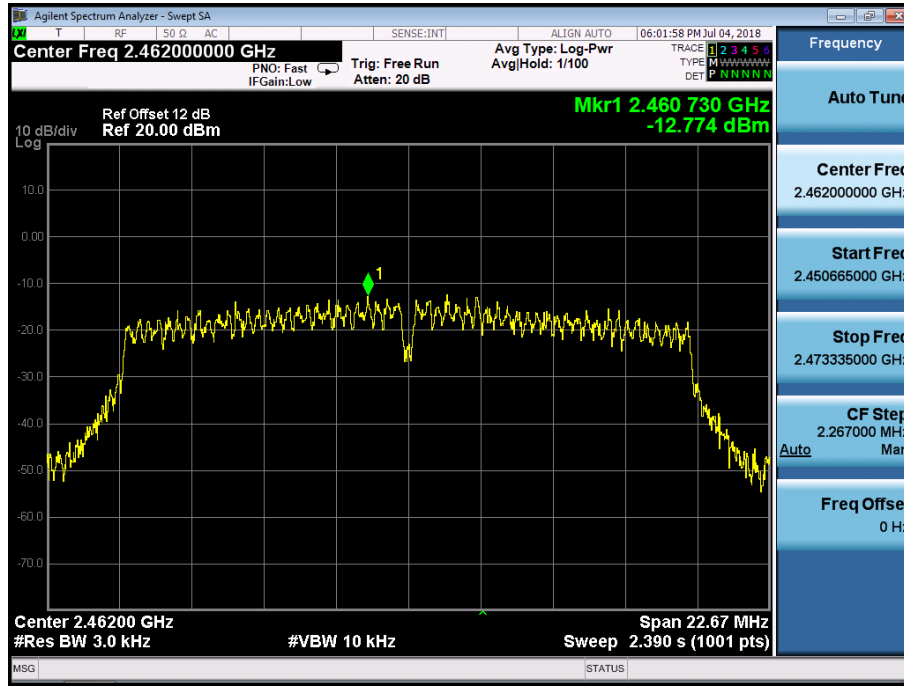 Agilent Spectrum Analyzer - Swept SA
LXI T RF 50 Ω AC SENSE:INT ALIGN AUTO 06:01:58 PM Jul 04, 2018
Center Freq 2.462000000 GHz
PNO: Fast
IFGain:Low
Trig: Free Run
Atten: 20 dB
Avg Type: Log-Pwr
Avg|Hold: 1/100
TRACE 1 2 3 4 5 6
TYPE M WWWWW
DET P N N N N N
Mkr1 2.460 730 GHz
-12.774 dBm
Ref Offset 12 dB
10 dB/div Ref 20.00 dBm
Log
10.0
0.00
-10.0
-20.0
-30.0
-40.0
-50.0
-60.0
-70.0
1
Center 2.46200 GHz Span 22.67 MHz
#Res BW 3.0 kHz #VBW 10 kHz Sweep 2.390 s (1001 pts)
MSG STATUS
Frequency
Auto Tune
Center Freq
2.462000000 GHz
Start Freq
2.450665000 GHz
Stop Freq
2.473335000 GHz
CF Step
2.267000 MHz
Auto Man
Freq Offset
0 Hz